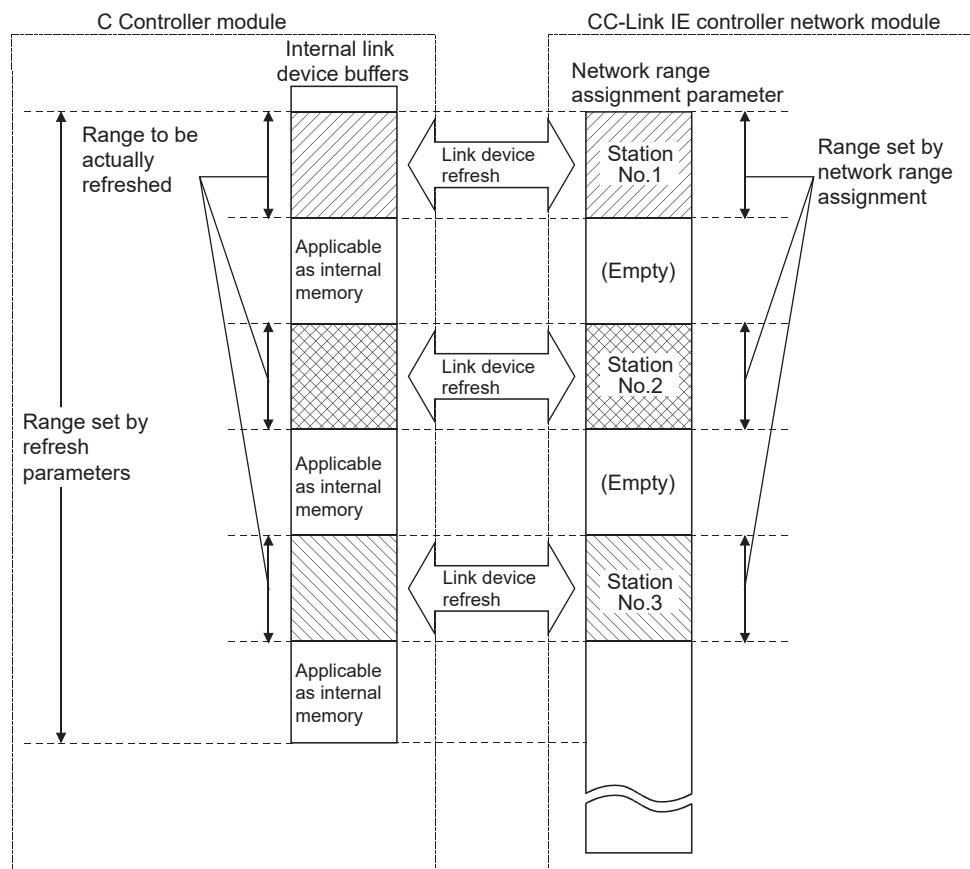 C Controller module
CC-Link IE controller network module
Internal link
device buffers
Network range
assignment parameter
Range to be
actually
refreshed
Link device
refresh
Station
No.1
Range set by
network range
assignment
Applicable
as internal
memory
(Empty)
Link device
refresh
Station
No.2
Range set by
refresh
parameters
Applicable
as internal
memory
(Empty)
Link device
refresh
Station
No.3
Applicable
as internal
memory